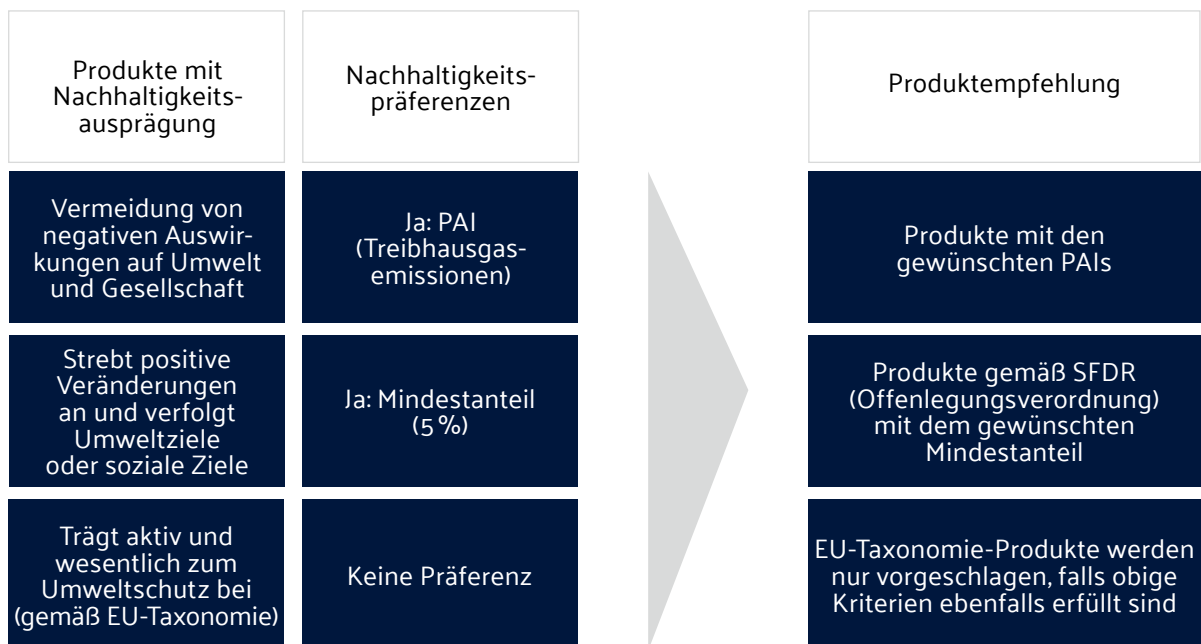 Produkte mit
Nachhaltigkeits-
ausprägung
Nachhaltigkeits-
präferenzen
Produktempfehlung
Vermeidung von
negativen Auswir-
kungen auf Umwelt
und Gesellschaft
Ja: PAI
(Treibhausgas-
emissionen)
Produkte mit den
gewünschten PAIs
Strebt positive
Veränderungen
an und verfolgt
Umweltziele
oder soziale Ziele
Ja: Mindestanteil
(5 %)
Produkte gemäß SFDR
(Offenlegungsverordnung)
mit dem gewünschten
Mindestanteil
Trägt aktiv und
wesentlich zum
Umweltschutz bei
(gemäß EU-Taxonomie)
Keine Präferenz
EU-Taxonomie-Produkte werden
nur vorgeschlagen, falls obige
Kriterien ebenfalls erfüllt sind